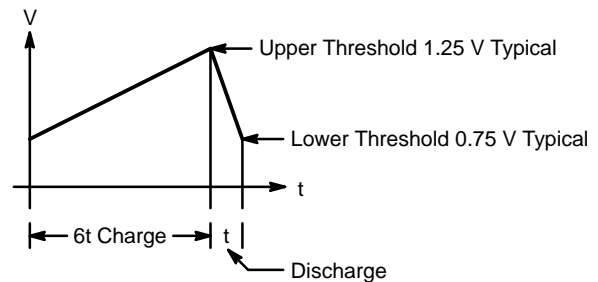 V
Upper Threshold 1.25 V Typical
Lower Threshold 0.75 V Typical
t
6t Charge
t
Discharge